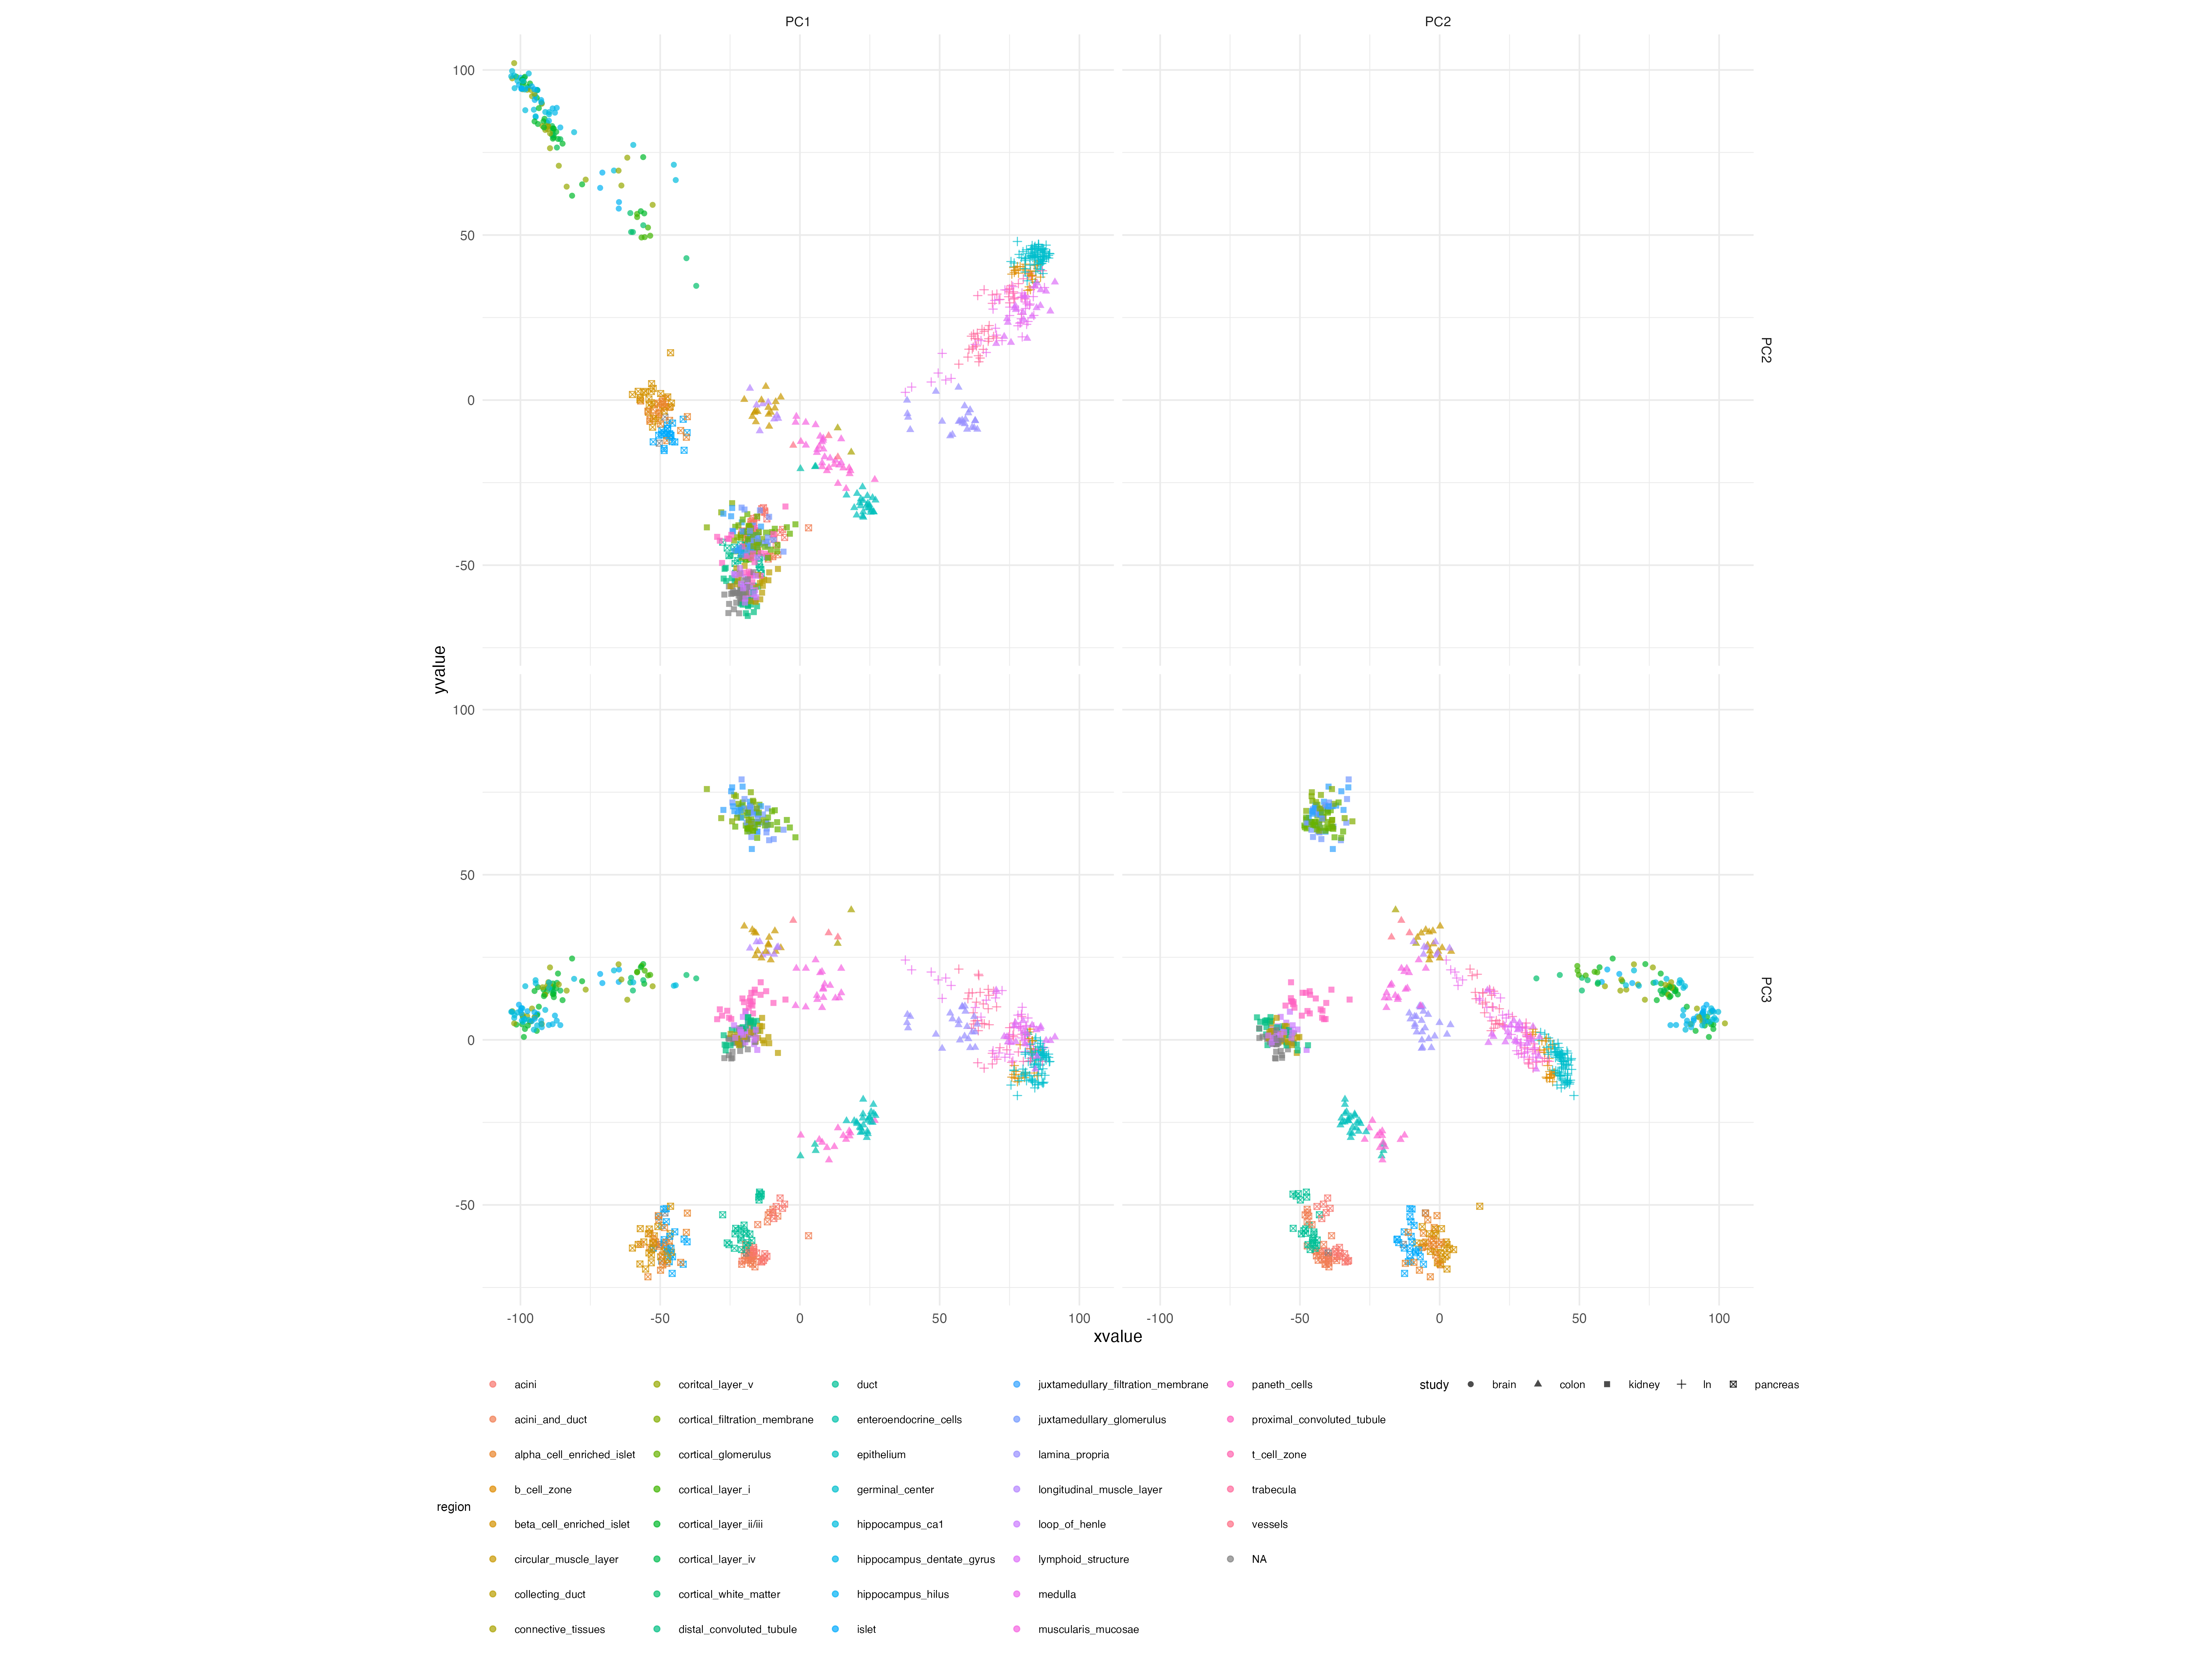 PC1 PC2
100
50
0
-50
PC2
yvalue
100
50
0
-50
PC3
-100 -50 0 50 100 -100 -50 0 50 100
xvalue
acini coritcal_layer_v duct juxtamedullary_filtration_membrane paneth_cells study brain colon kidney ln pancreas
acini_and_duct cortical_filtration_membrane enteroendocrine_cells juxtamedullary_glomerulus proximal_convoluted_tubule
alpha_cell_enriched_islet cortical_glomerulus epithelium lamina_propria t_cell_zone
b_cell_zone cortical_layer_i germinal_center longitudinal_muscle_layer trabecula
region
beta_cell_enriched_islet cortical_layer_ii/iii hippocampus_ca1 loop_of_henle vessels
circular_muscle_layer cortical_layer_iv hippocampus_dentate_gyrus lymphoid_structure NA
collecting_duct cortical_white_matter hippocampus_hilus medulla
connective_tissues distal_convoluted_tubule islet muscularis_mucosae